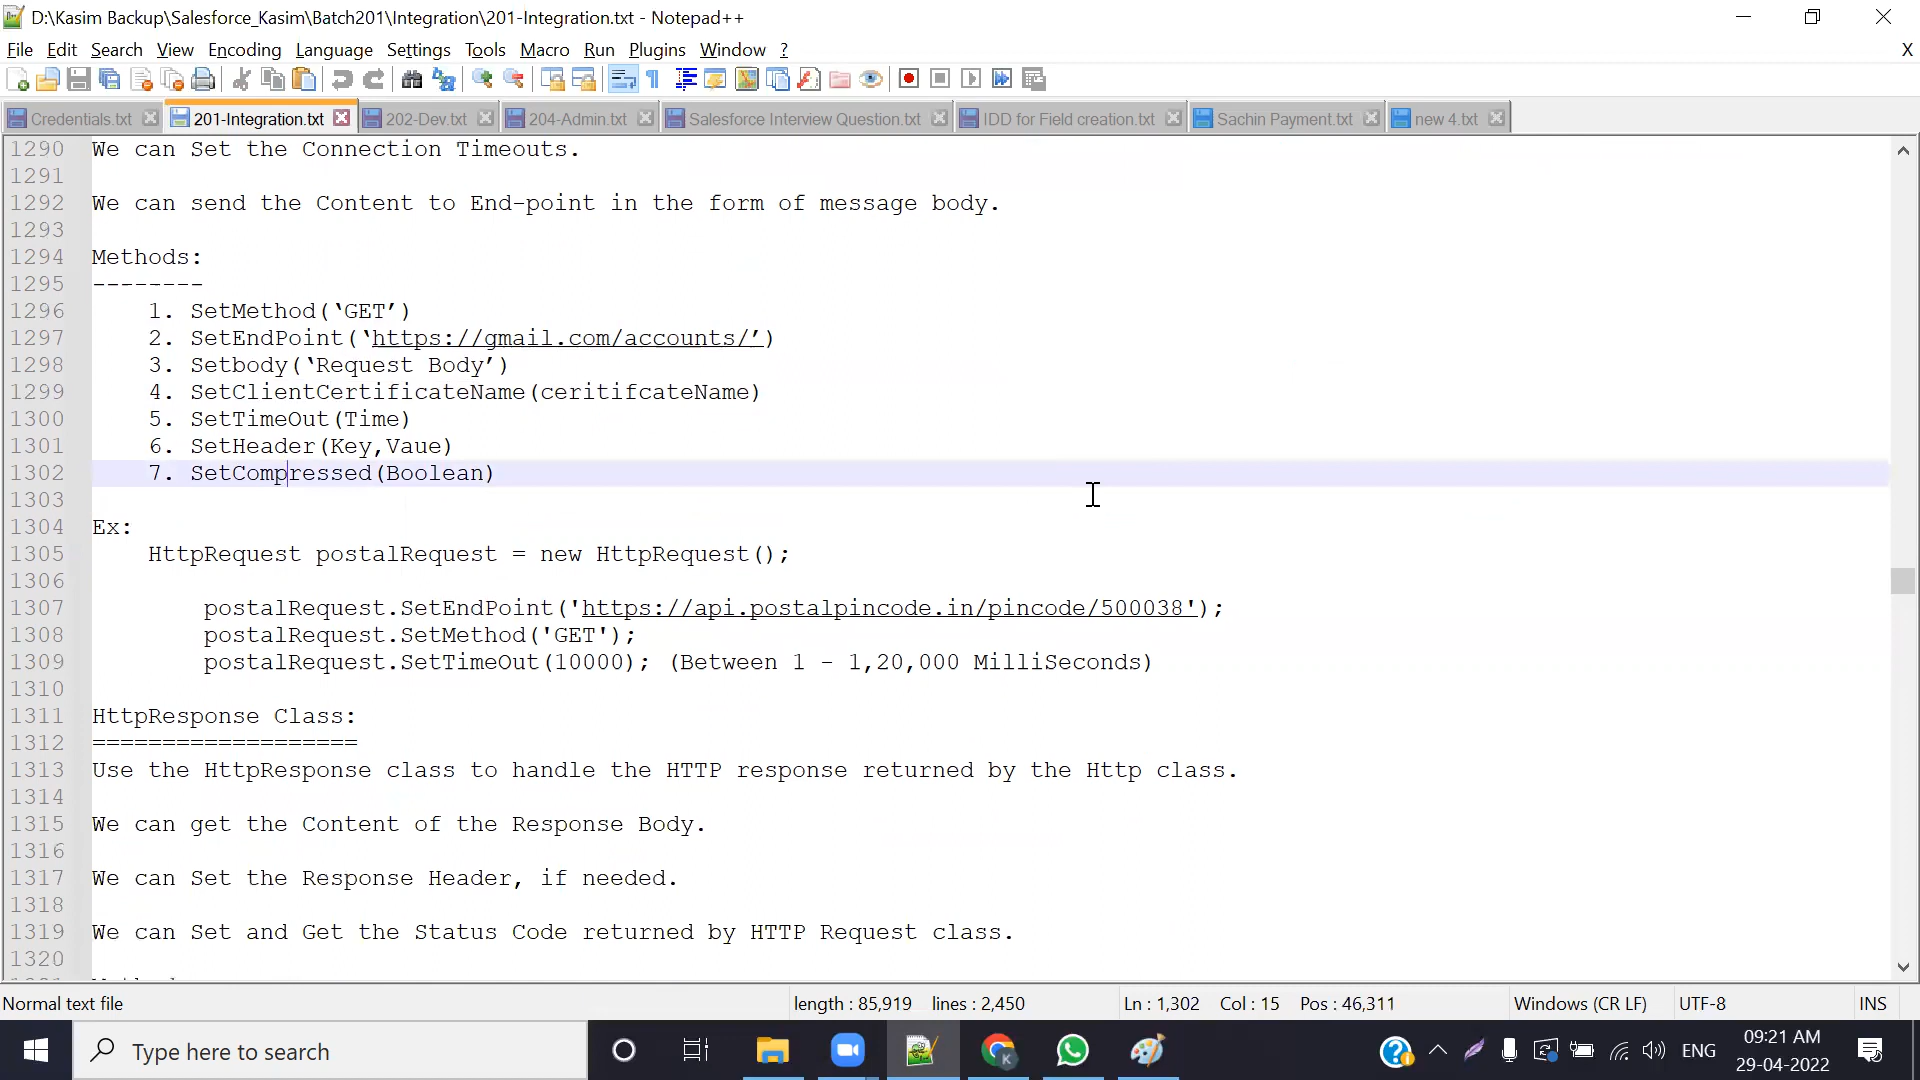 D:\Kasim Backup\Salesforce_Kasim\Batch201\Integration\201-Integration.txt - Notepad++
File Edit Search View Encoding Language Settings Tools Macro Run Plugins Window ? X
Credentials.txt 201-Integration.txt 202-Dev.txt 204-Admin.txt Salesforce Interview Question.txt IDD for Field creation.txt Sachin Payment.txt new 4.txt
1290 We can Set the Connection Timeouts.
1291
1292 We can send the Content to End-point in the form of message body.
1293
1294 Methods:
1295 --------
1296 1. SetMethod(‘GET’)
1297 2. SetEndPoint(‘https://gmail.com/accounts/’)
1298 3. Setbody(‘Request Body’)
1299 4. SetClientCertificateName(ceritifcateName)
1300 5. SetTimeOut(Time)
1301 6. SetHeader(Key,Vaue)
1302 7. SetCompressed(Boolean)
1303
1304 Ex:
1305 HttpRequest postalRequest = new HttpRequest();
1306
1307 postalRequest.SetEndPoint('https://api.postalpincode.in/pincode/500038');
1308 postalRequest.SetMethod('GET');
1309 postalRequest.SetTimeOut(10000); (Between 1 - 1,20,000 MilliSeconds)
1310
1311 HttpResponse Class:
1312 ===================
1313 Use the HttpResponse class to handle the HTTP response returned by the Http class.
1314
1315 We can get the Content of the Response Body.
1316
1317 We can Set the Response Header, if needed.
1318
1319 We can Set and Get the Status Code returned by HTTP Request class.
1320
Normal text file length : 85,919 lines : 2,450 Ln : 1,302 Col : 15 Pos : 46,311 Windows (CR LF) UTF-8 INS
Type here to search ENG 09:21 AM
29-04-2022